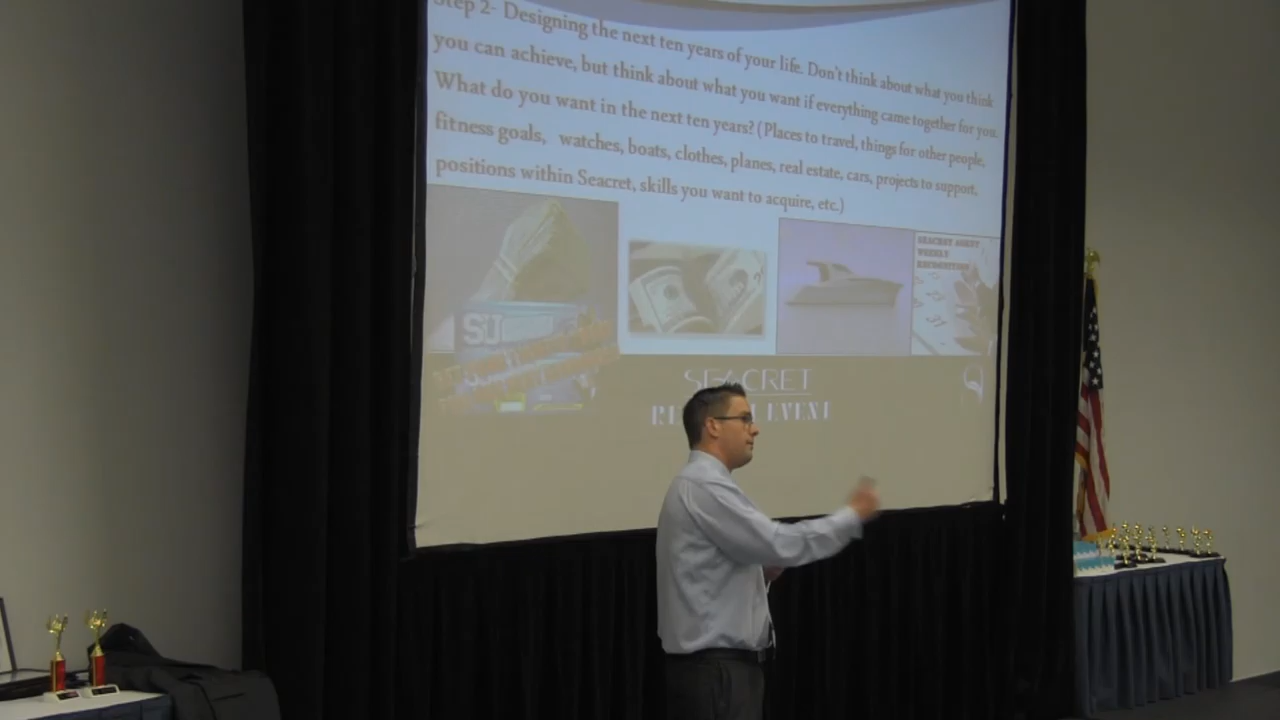 Step 2- Designing the next ten years of your life. Don't think about what you think
you can achieve, but think about what you want if everything came together for you.
What do you want in the next ten years? (Places to travel, things for other people,
fitness goals, watches, boats, clothes, planes, real estate, cars, projects to support,
positions within Seacret, skills you want to acquire, etc.)
SEACRET AGENT
WEEKLY
RECOGNITION
SU
SEACRET
EVENT